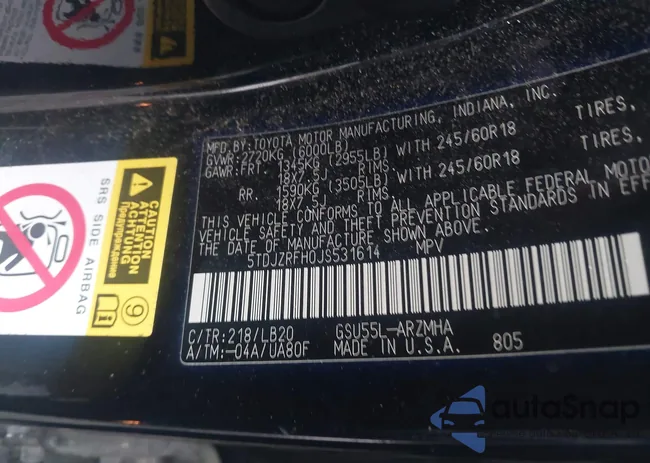 MFD.BY:TOYOTA MOTOR MANUFACTURING, INDIANA, INC.
GVWR:2720KG (6000LB)
GAWR:FRT. 1345KG (2955LB) WITH 245/60R18 TIRES,
18X7.5J RIMS.
RR. 1590KG (3505LB) WITH 245/60R18 TIRES,
18X7.5J RIMS.
THIS VEHICLE CONFORMS TO ALL APPLICABLE FEDERAL MOTO
VEHICLE SAFETY AND THEFT PREVENTION STANDARDS IN EFF
THE DATE OF MANUFACTURE SHOWN ABOVE.
5TDJZRFH0JS531614 MPV
C/TR:218/LB20 GSU55L-ARZMHA
A/TM:-04A/UA80F MADE IN U.S.A. 805
CAUTION
ATTENTION
ACHTUNG
Предупреждение
SRS SIDE AIRBAG
9
autoSnap